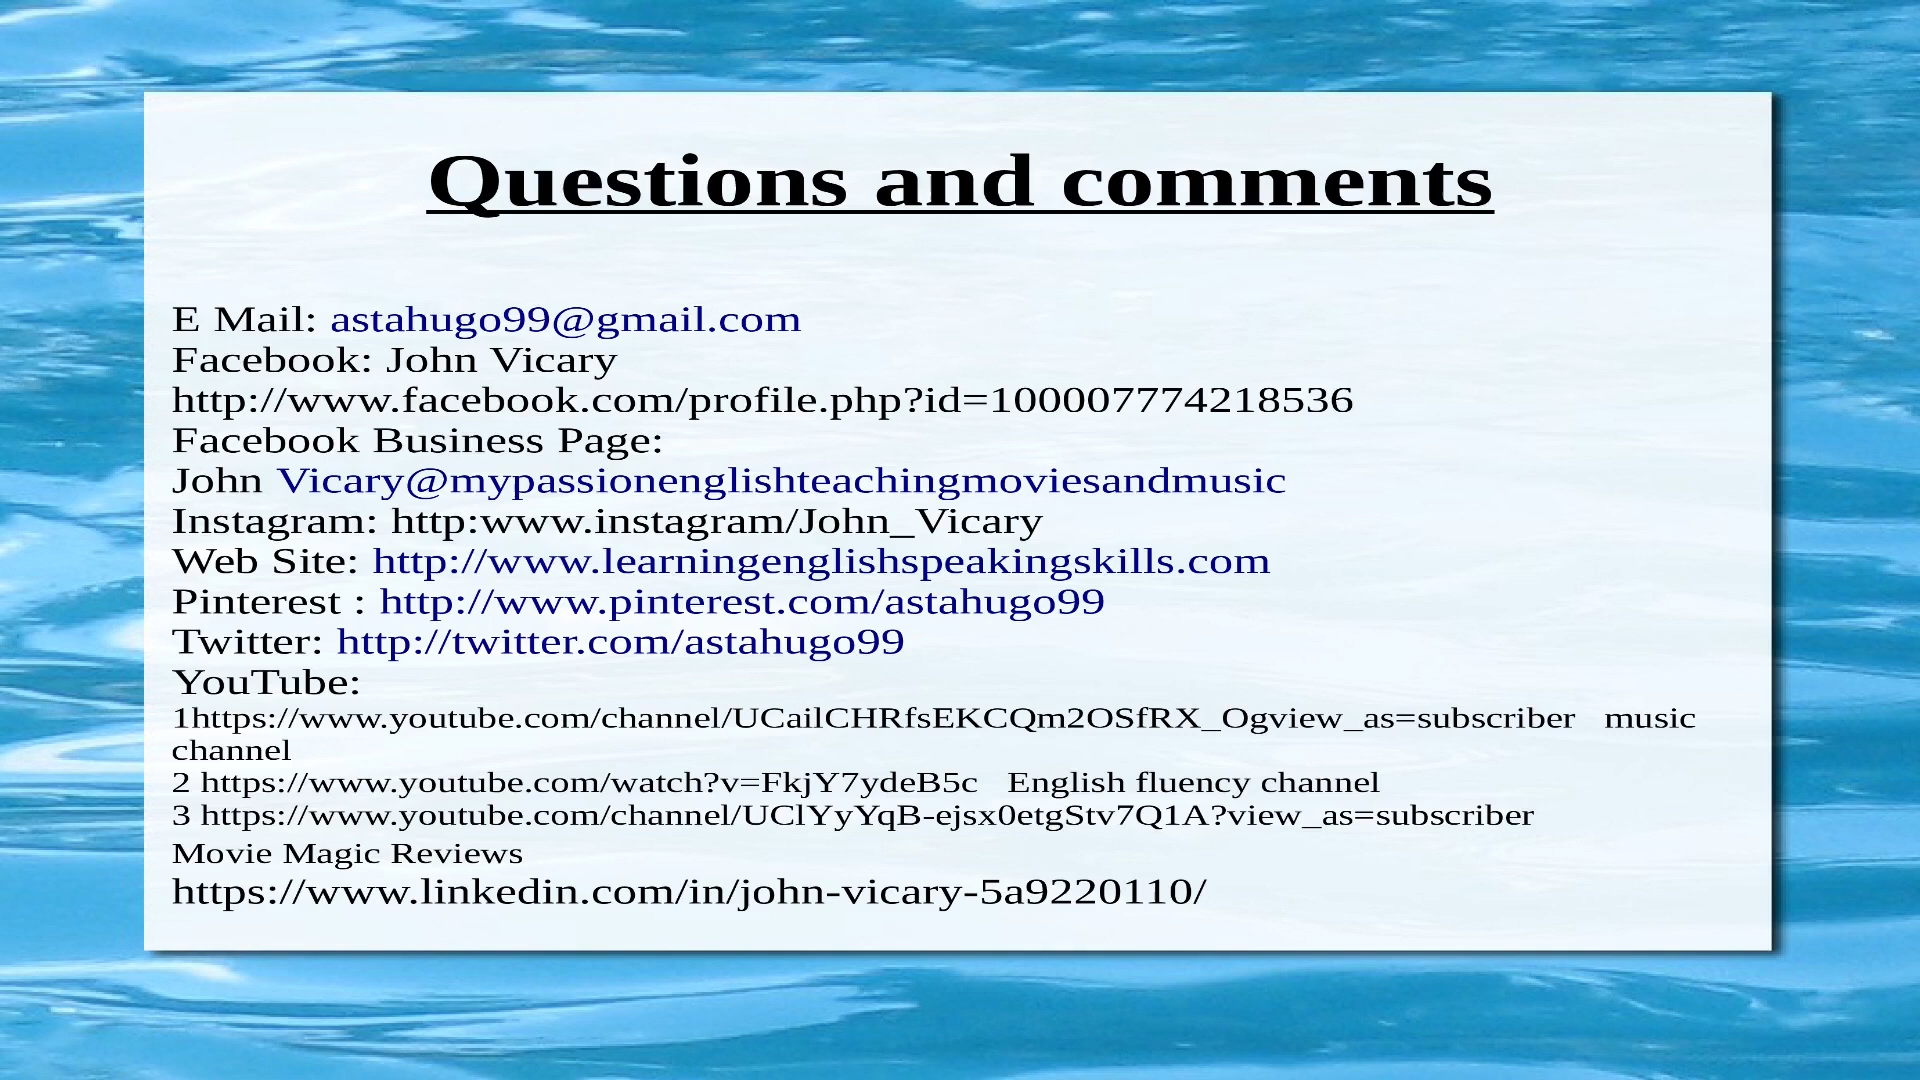 Questions and comments
E Mail: astahugo99@gmail.com
Facebook: John Vicary
http://www.facebook.com/profile.php?id=100007774218536
Facebook Business Page:
John Vicary@mypassionenglishteachingmoviesandmusic
Instagram: http:www.instagram/John_Vicary
Web Site: http://www.learningenglishspeakingskills.com
Pinterest : http://www.pinterest.com/astahugo99
Twitter: http://twitter.com/astahugo99
YouTube:
1https://www.youtube.com/channel/UCailCHRfsEKCQm2OSfRX_Ogview_as=subscriber music
channel
2 https://www.youtube.com/watch?v=FkjY7ydeB5c English fluency channel
3 https://www.youtube.com/channel/UClYyYqB-ejsx0etgStv7Q1A?view_as=subscriber
Movie Magic Reviews
https://www.linkedin.com/in/john-vicary-5a9220110/